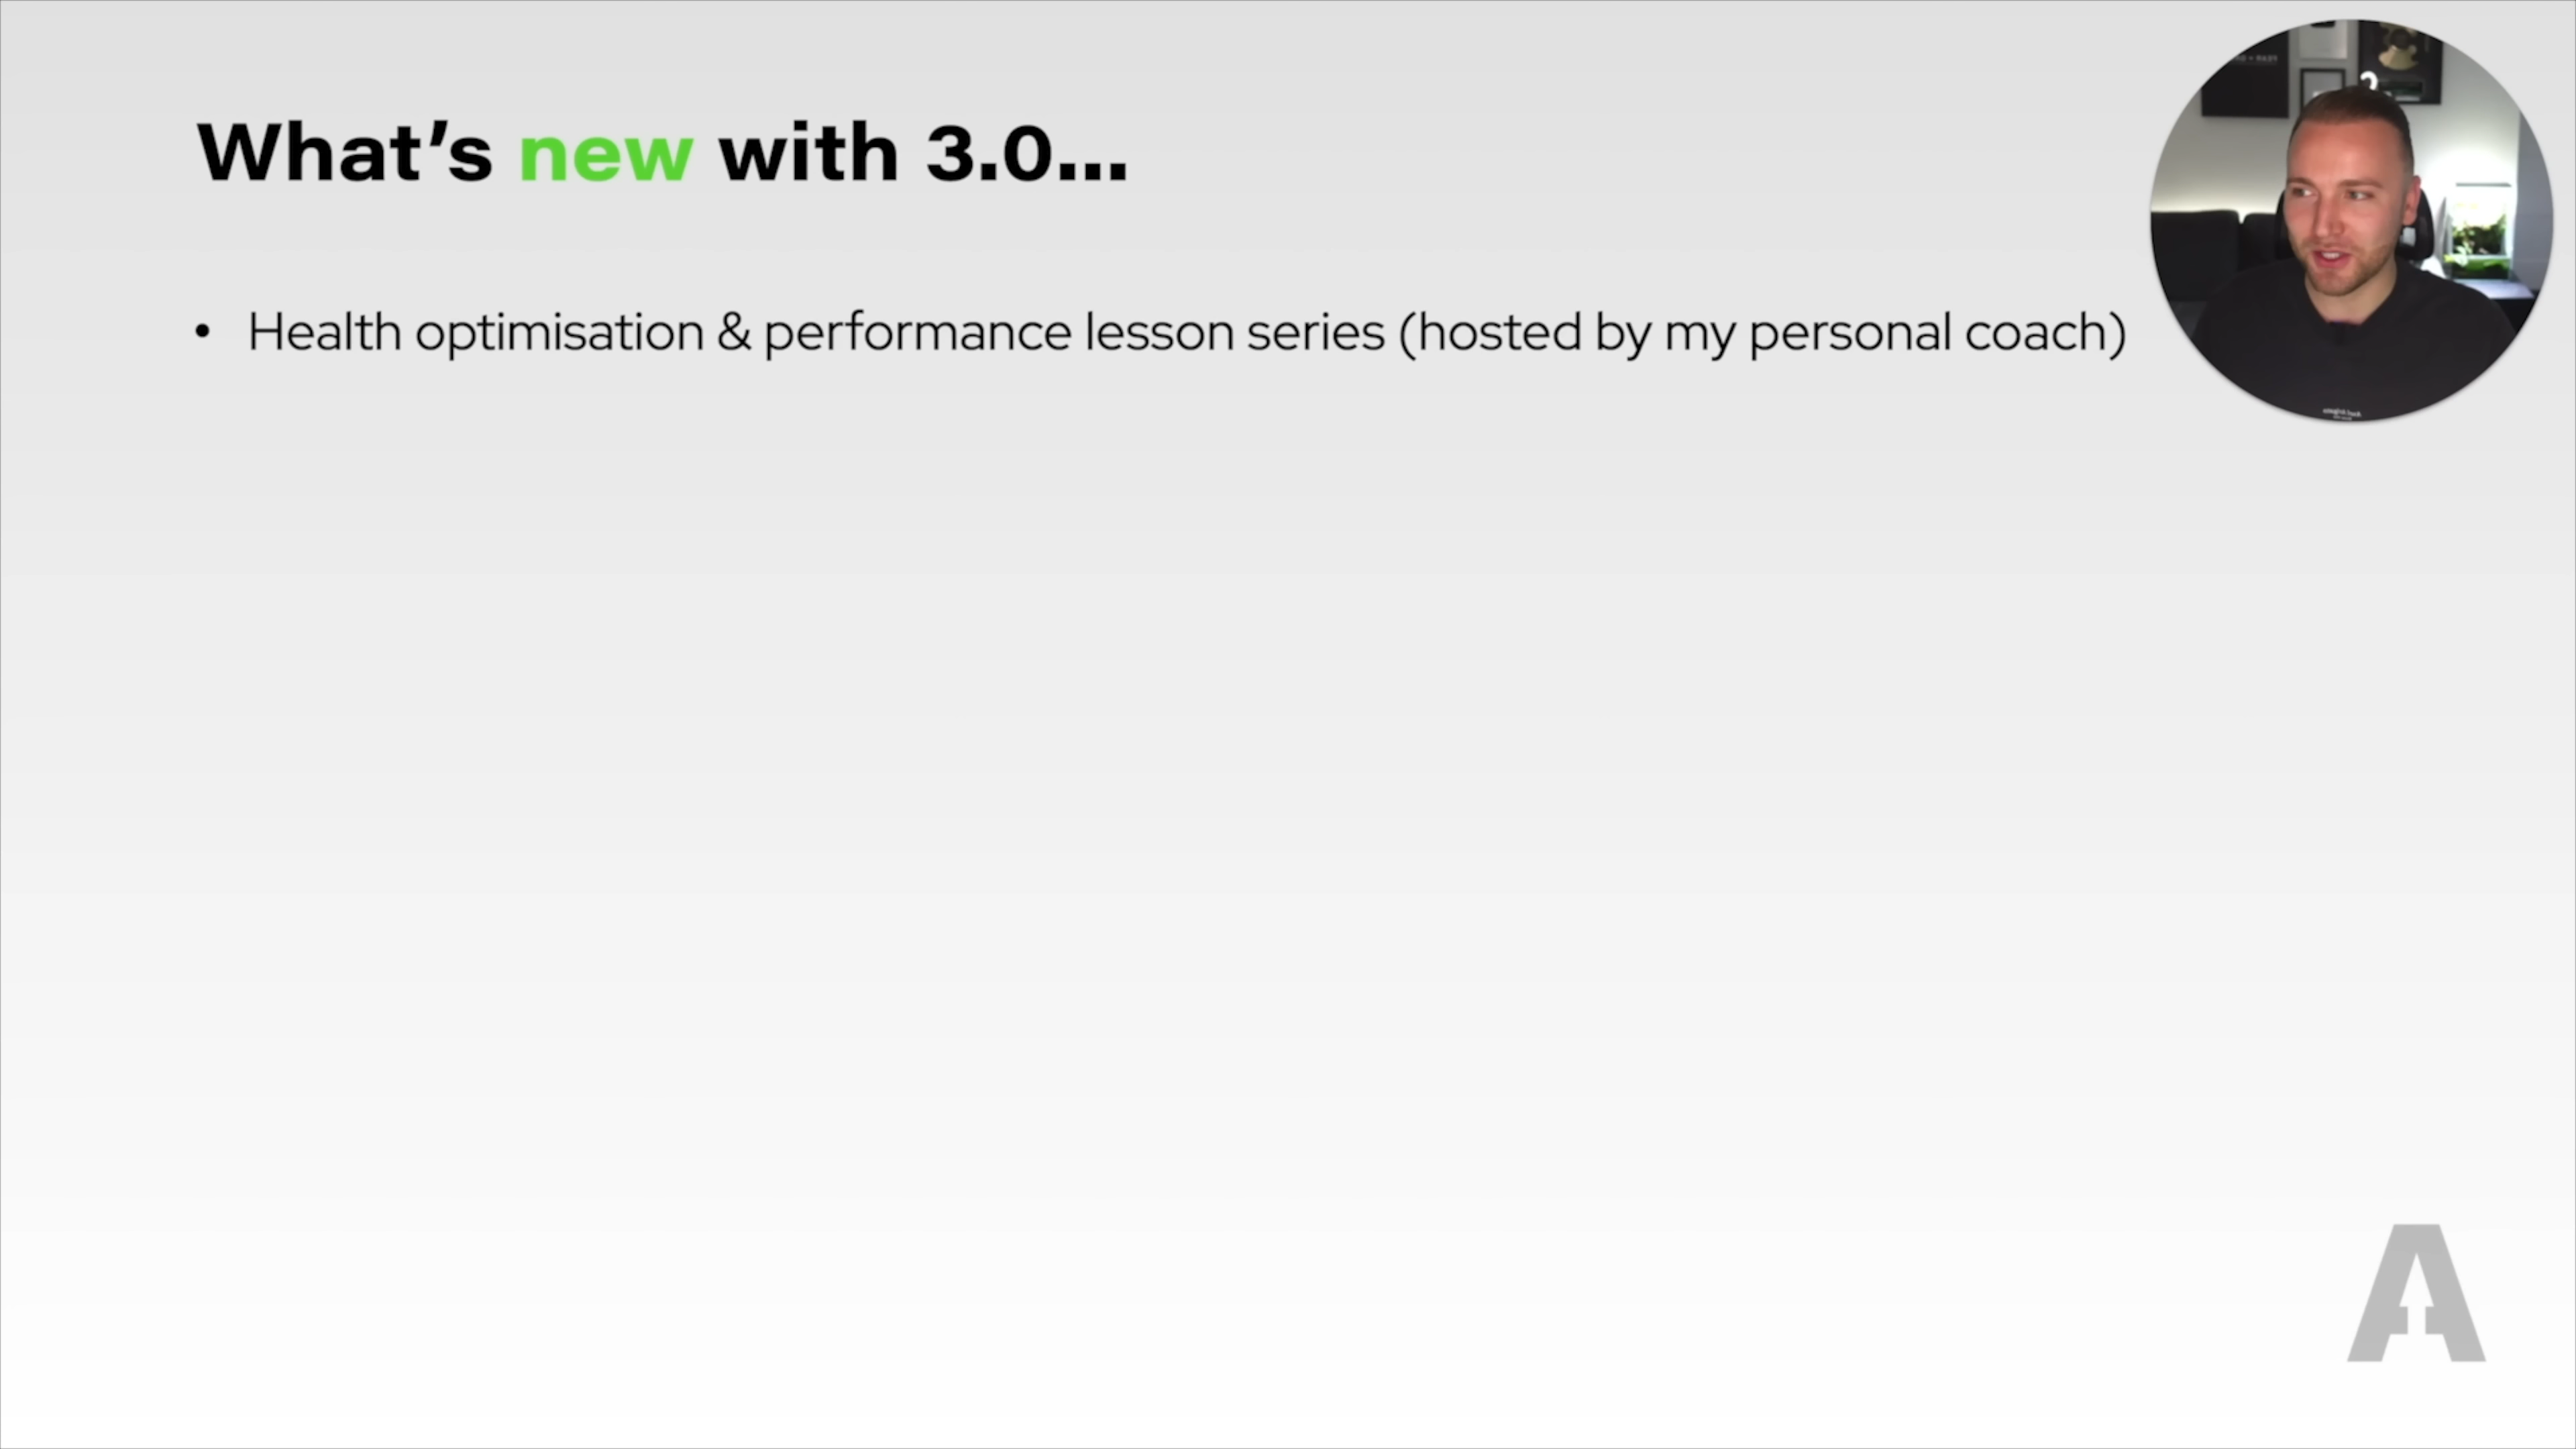 What’s new with 3.0...
• Health optimisation & performance lesson series (hosted by my personal coach)